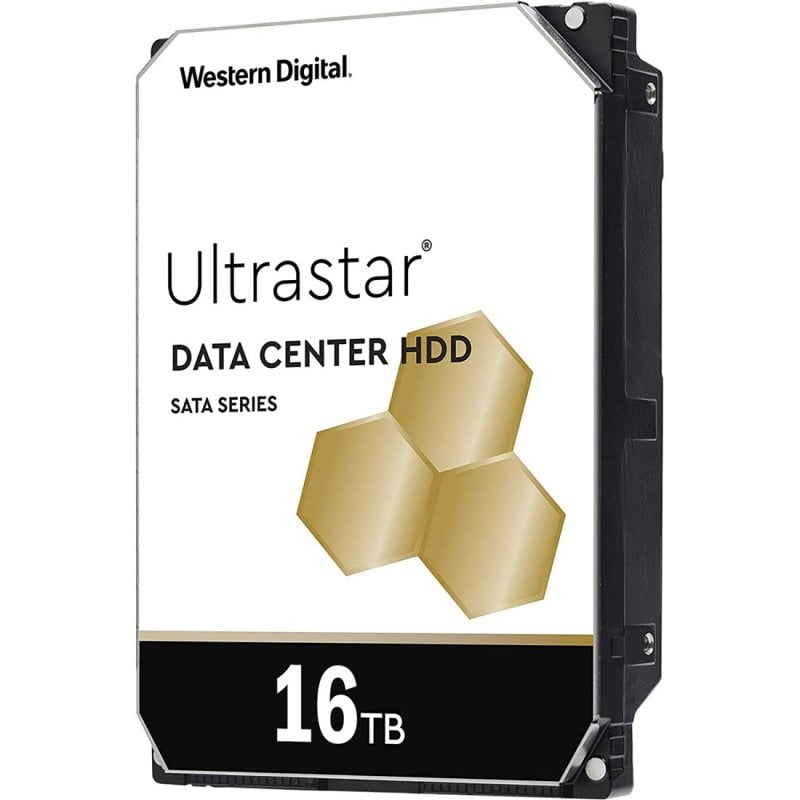 Western Digital.
Ultrastar®
DATA CENTER HDD
SATA SERIES
16TB